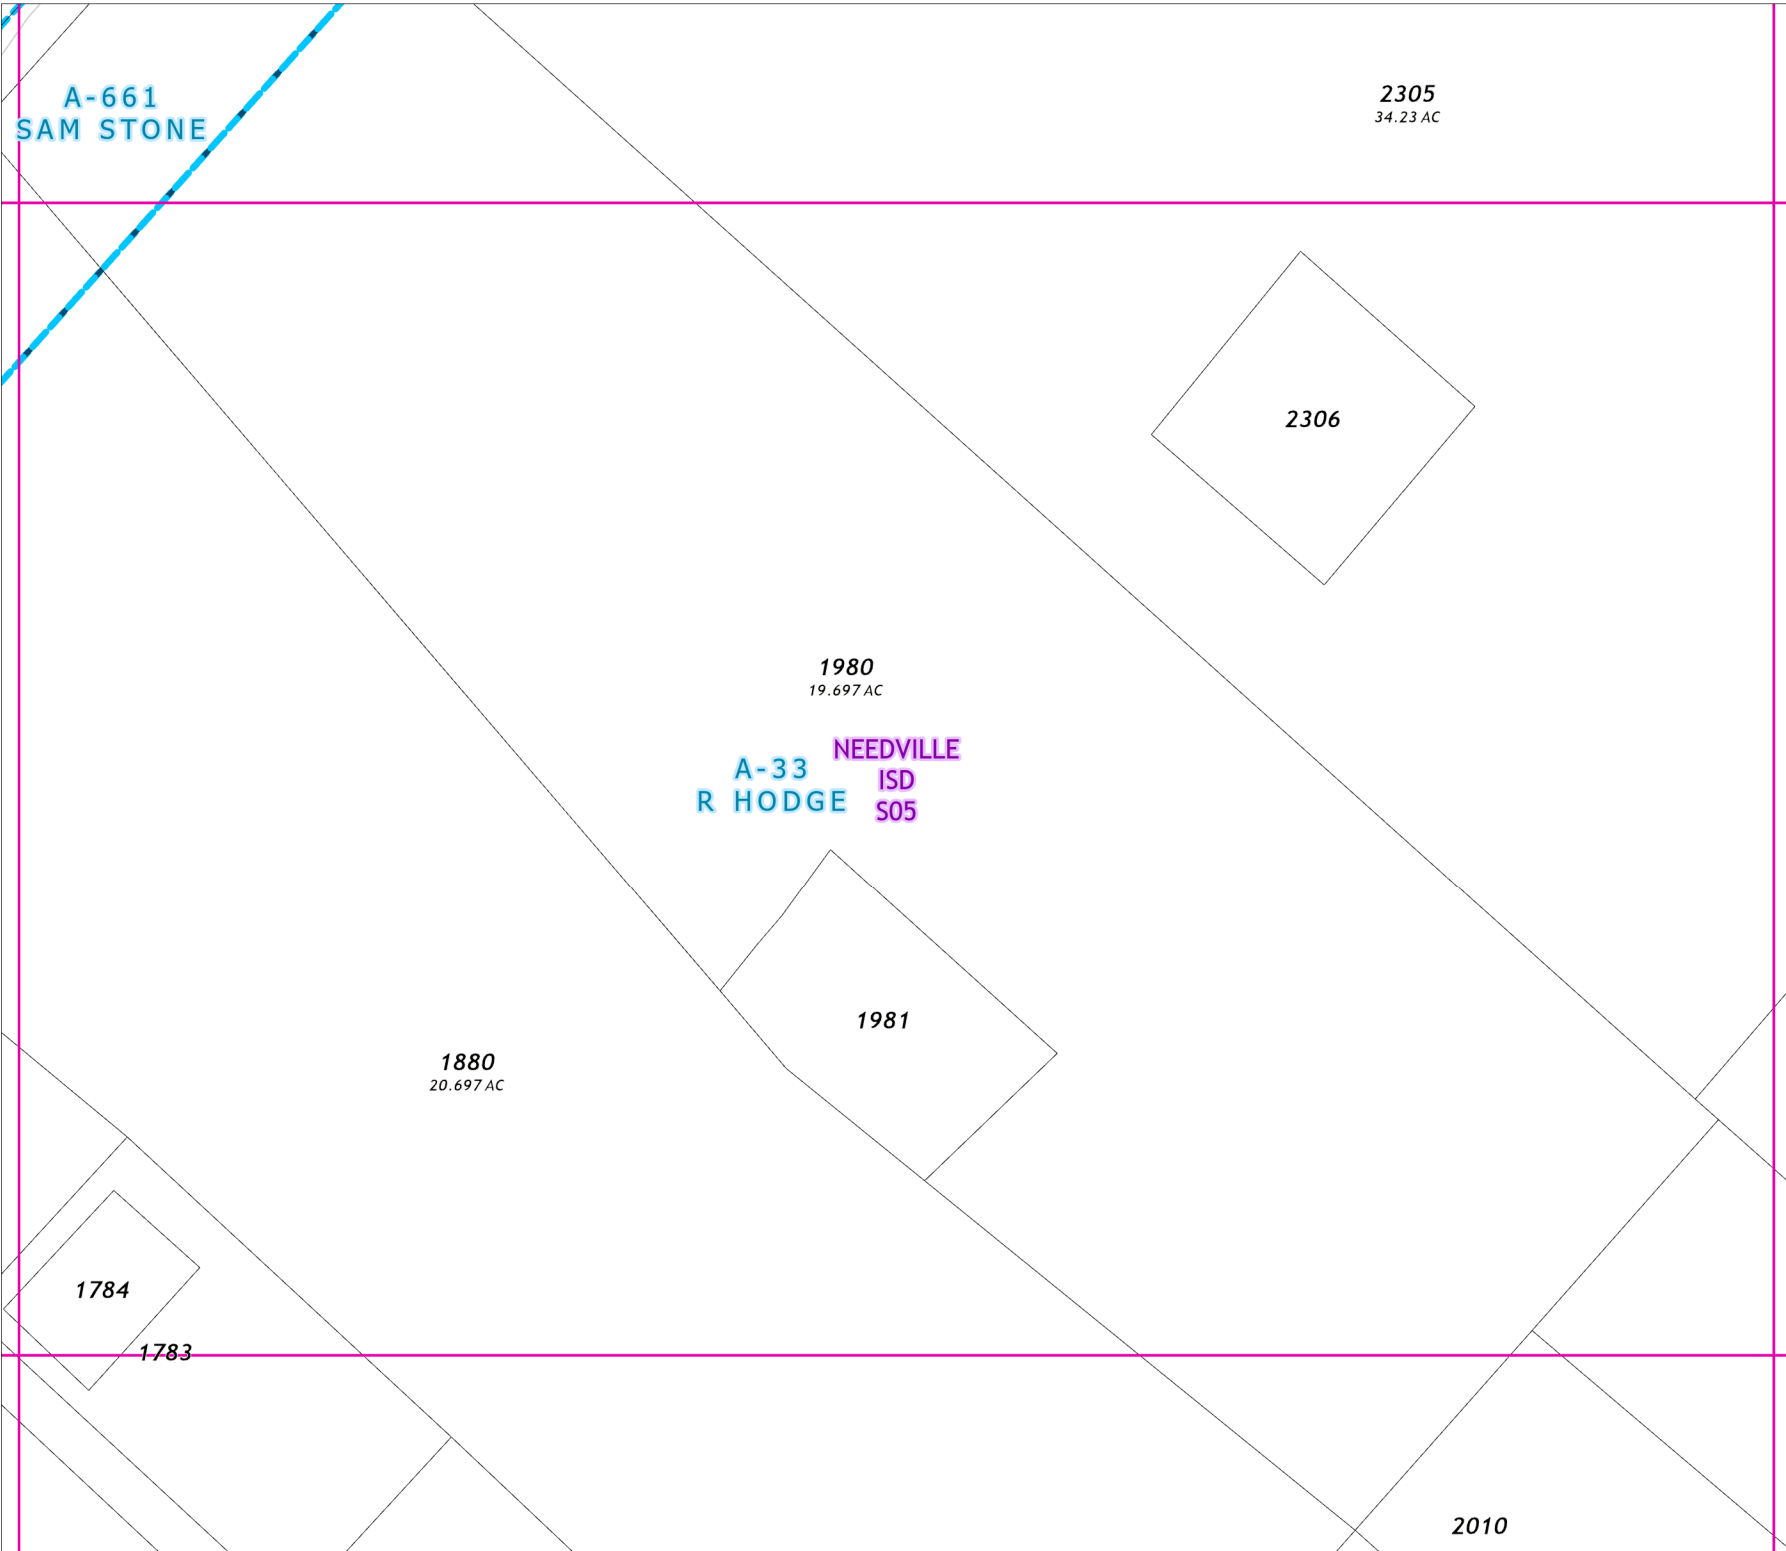 A-661
SAM STONE
2305
34.23 AC
2306
1980
19.697 AC
NEEDVILLE
ISD
S05
A-33
R HODGE
1981
1880
20.697 AC
1784
1783
2010